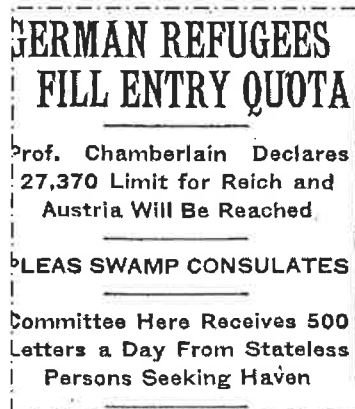 GERMAN REFUGEES
FILL ENTRY QUOTA
Prof. Chamberlain Declares
27,370 Limit for Reich and
Austria Will Be Reached
PLEAS SWAMP CONSULATES
Committee Here Receives 500
Letters a Day From Stateless
Persons Seeking Haven